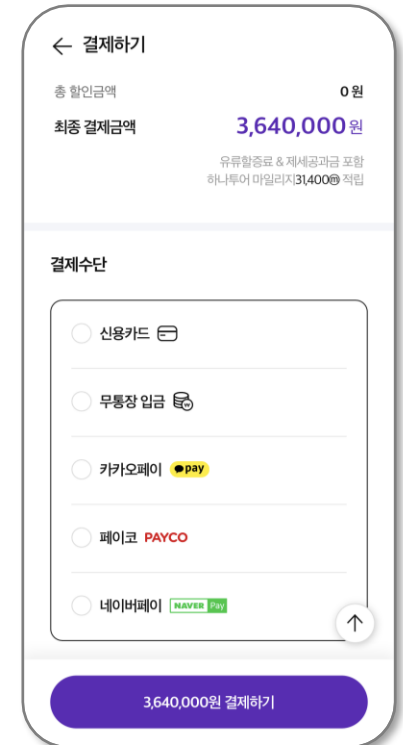 결제하기
총 할인금액 0원
최종 결제금액 3,640,000원
유류할증료 & 제세공과금 포함
하나투어 마일리지31,400ⓜ 적립
결제수단
신용카드
무통장 입금
카카오페이 pay
페이코 PAYCO
네이버페이 NAVER Pay
3,640,000원 결제하기